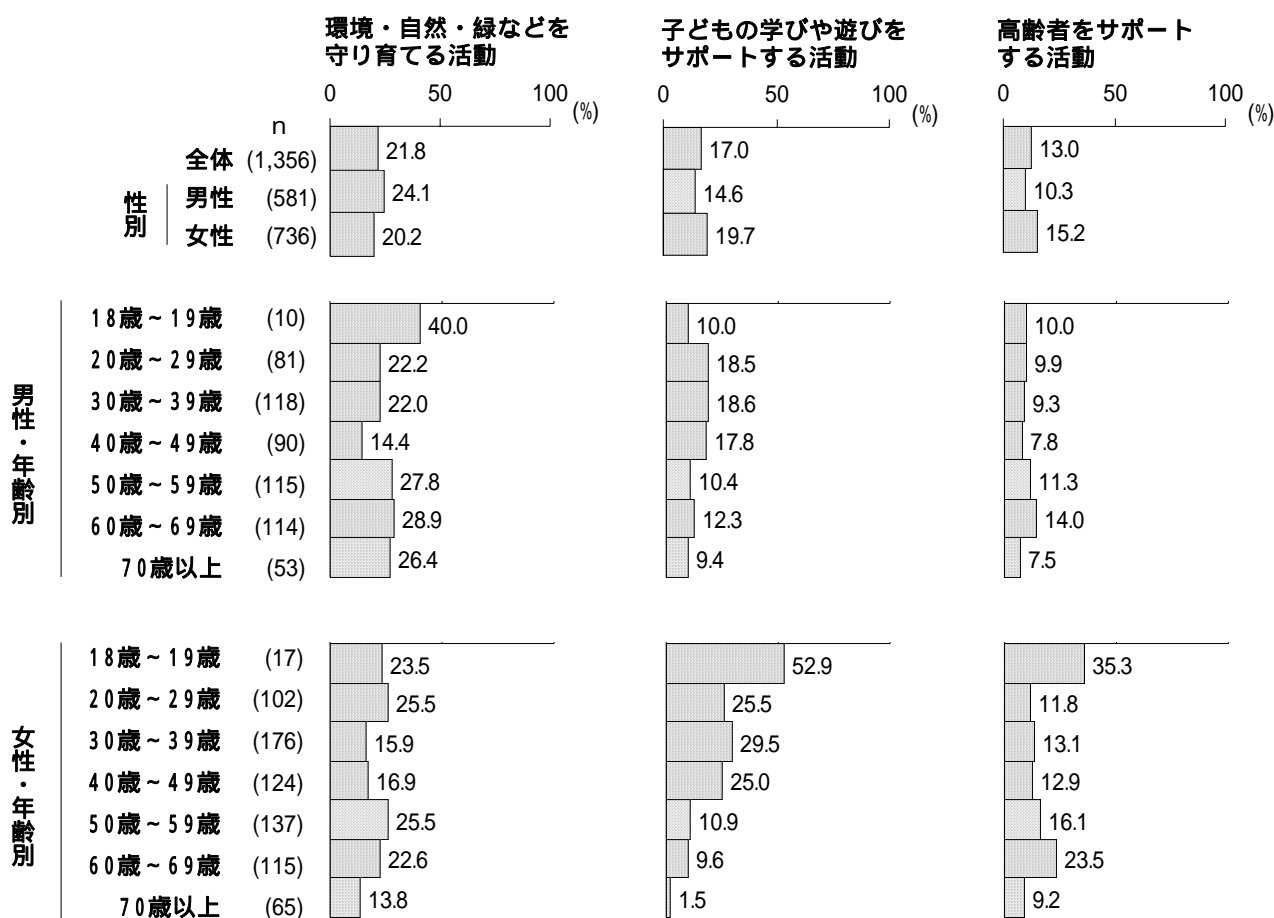 環境・自然・緑などを
守り育てる活動
子どもの学びや遊びを
サポートする活動
高齢者をサポート
する活動
0 50 100 (%) 0 50 100 (%) 0 50 100 (%)
n
全体 (1,356) 21.8 17.0 13.0
性別
男性 (581) 24.1 14.6 10.3
女性 (736) 20.2 19.7 15.2
男性・年齢別
18歳~19歳 (10) 40.0 10.0 10.0
20歳~29歳 (81) 22.2 18.5 9.9
30歳~39歳 (118) 22.0 18.6 9.3
40歳~49歳 (90) 14.4 17.8 7.8
50歳~59歳 (115) 27.8 10.4 11.3
60歳~69歳 (114) 28.9 12.3 14.0
70歳以上 (53) 26.4 9.4 7.5
女性・年齢別
18歳~19歳 (17) 23.5 52.9 35.3
20歳~29歳 (102) 25.5 25.5 11.8
30歳~39歳 (176) 15.9 29.5 13.1
40歳~49歳 (124) 16.9 25.0 12.9
50歳~59歳 (137) 25.5 10.9 16.1
60歳~69歳 (115) 22.6 9.6 23.5
70歳以上 (65) 13.8 1.5 9.2